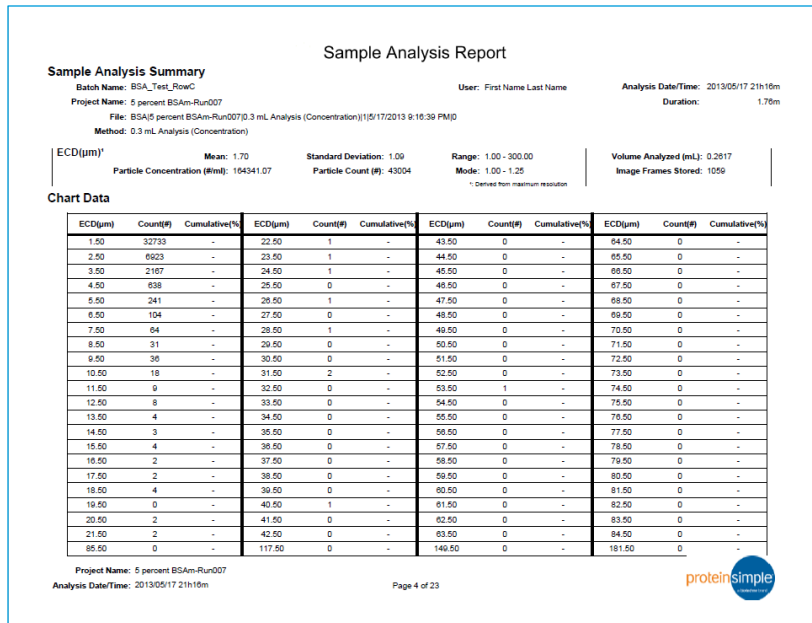 Sample Analysis Report
Sample Analysis Summary
Batch Name: BSA_Test_RowC User: First Name Last Name Analysis Date/Time: 2013/05/17 21h16m
Project Name: 5 percent BSAm-Run007 Duration: 1.76m
File: BSA|5 percent BSAm-Run007|0.3 mL Analysis (Concentration)|1|5/17/2013 9:16:39 PM|0
Method: 0.3 mL Analysis (Concentration)
ECD(µm)* Mean: 1.70 Standard Deviation: 1.09 Range: 1.00 - 300.00 Volume Analyzed (mL): 0.2617
Particle Concentration (#/ml): 164341.07 Particle Count (#): 43004 Mode: 1.00 - 1.25 Image Frames Stored: 1059
*: Derived from maximum resolution
Chart Data
ECD(µm) Count(#) Cumulative(%) ECD(µm) Count(#) Cumulative(%) ECD(µm) Count(#) Cumulative(%) ECD(µm) Count(#) Cumulative(%)
1.50 32733 - 22.50 1 - 43.50 0 - 64.50 0 -
2.50 6923 - 23.50 1 - 44.50 0 - 65.50 0 -
3.50 2167 - 24.50 1 - 45.50 0 - 66.50 0 -
4.50 638 - 25.50 0 - 46.50 0 - 67.50 0 -
5.50 241 - 26.50 1 - 47.50 0 - 68.50 0 -
6.50 104 - 27.50 0 - 48.50 0 - 69.50 0 -
7.50 64 - 28.50 1 - 49.50 0 - 70.50 0 -
8.50 31 - 29.50 0 - 50.50 0 - 71.50 0 -
9.50 36 - 30.50 0 - 51.50 0 - 72.50 0 -
10.50 18 - 31.50 2 - 52.50 0 - 73.50 0 -
11.50 9 - 32.50 0 - 53.50 1 - 74.50 0 -
12.50 8 - 33.50 0 - 54.50 0 - 75.50 0 -
13.50 4 - 34.50 0 - 55.50 0 - 76.50 0 -
14.50 3 - 35.50 0 - 56.50 0 - 77.50 0 -
15.50 4 - 36.50 0 - 57.50 0 - 78.50 0 -
16.50 2 - 37.50 0 - 58.50 0 - 79.50 0 -
17.50 2 - 38.50 0 - 59.50 0 - 80.50 0 -
18.50 4 - 39.50 0 - 60.50 0 - 81.50 0 -
19.50 0 - 40.50 1 - 61.50 0 - 82.50 0 -
20.50 2 - 41.50 0 - 62.50 0 - 83.50 0 -
21.50 2 - 42.50 0 - 63.50 0 - 84.50 0 -
85.50 0 - 117.50 0 - 149.50 0 - 181.50 0 -
Project Name: 5 percent BSAm-Run007
Analysis Date/Time: 2013/05/17 21h16m Page 4 of 23
proteinsimple